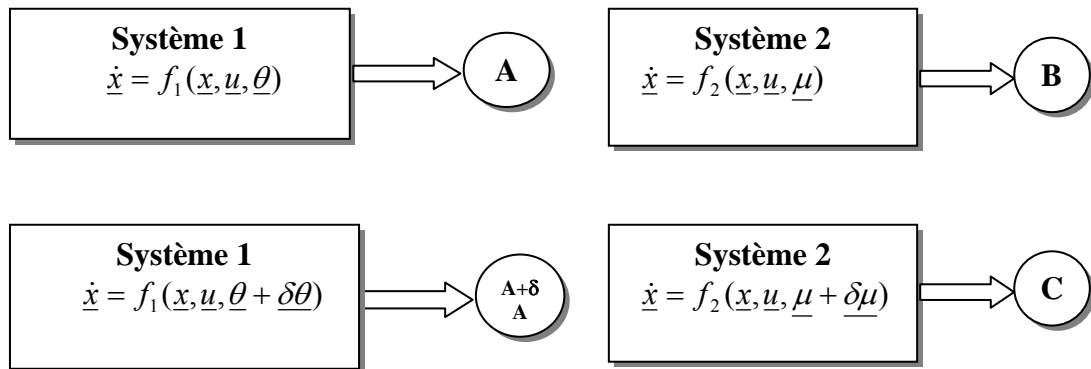 Système 1
ẋ = f₁(x, u, θ)
A
Système 2
ẋ = f₂(x, u, μ)
B
Système 1
ẋ = f₁(x, u, θ + δθ)
A+δ
A
Système 2
ẋ = f₂(x, u, μ + δμ)
C